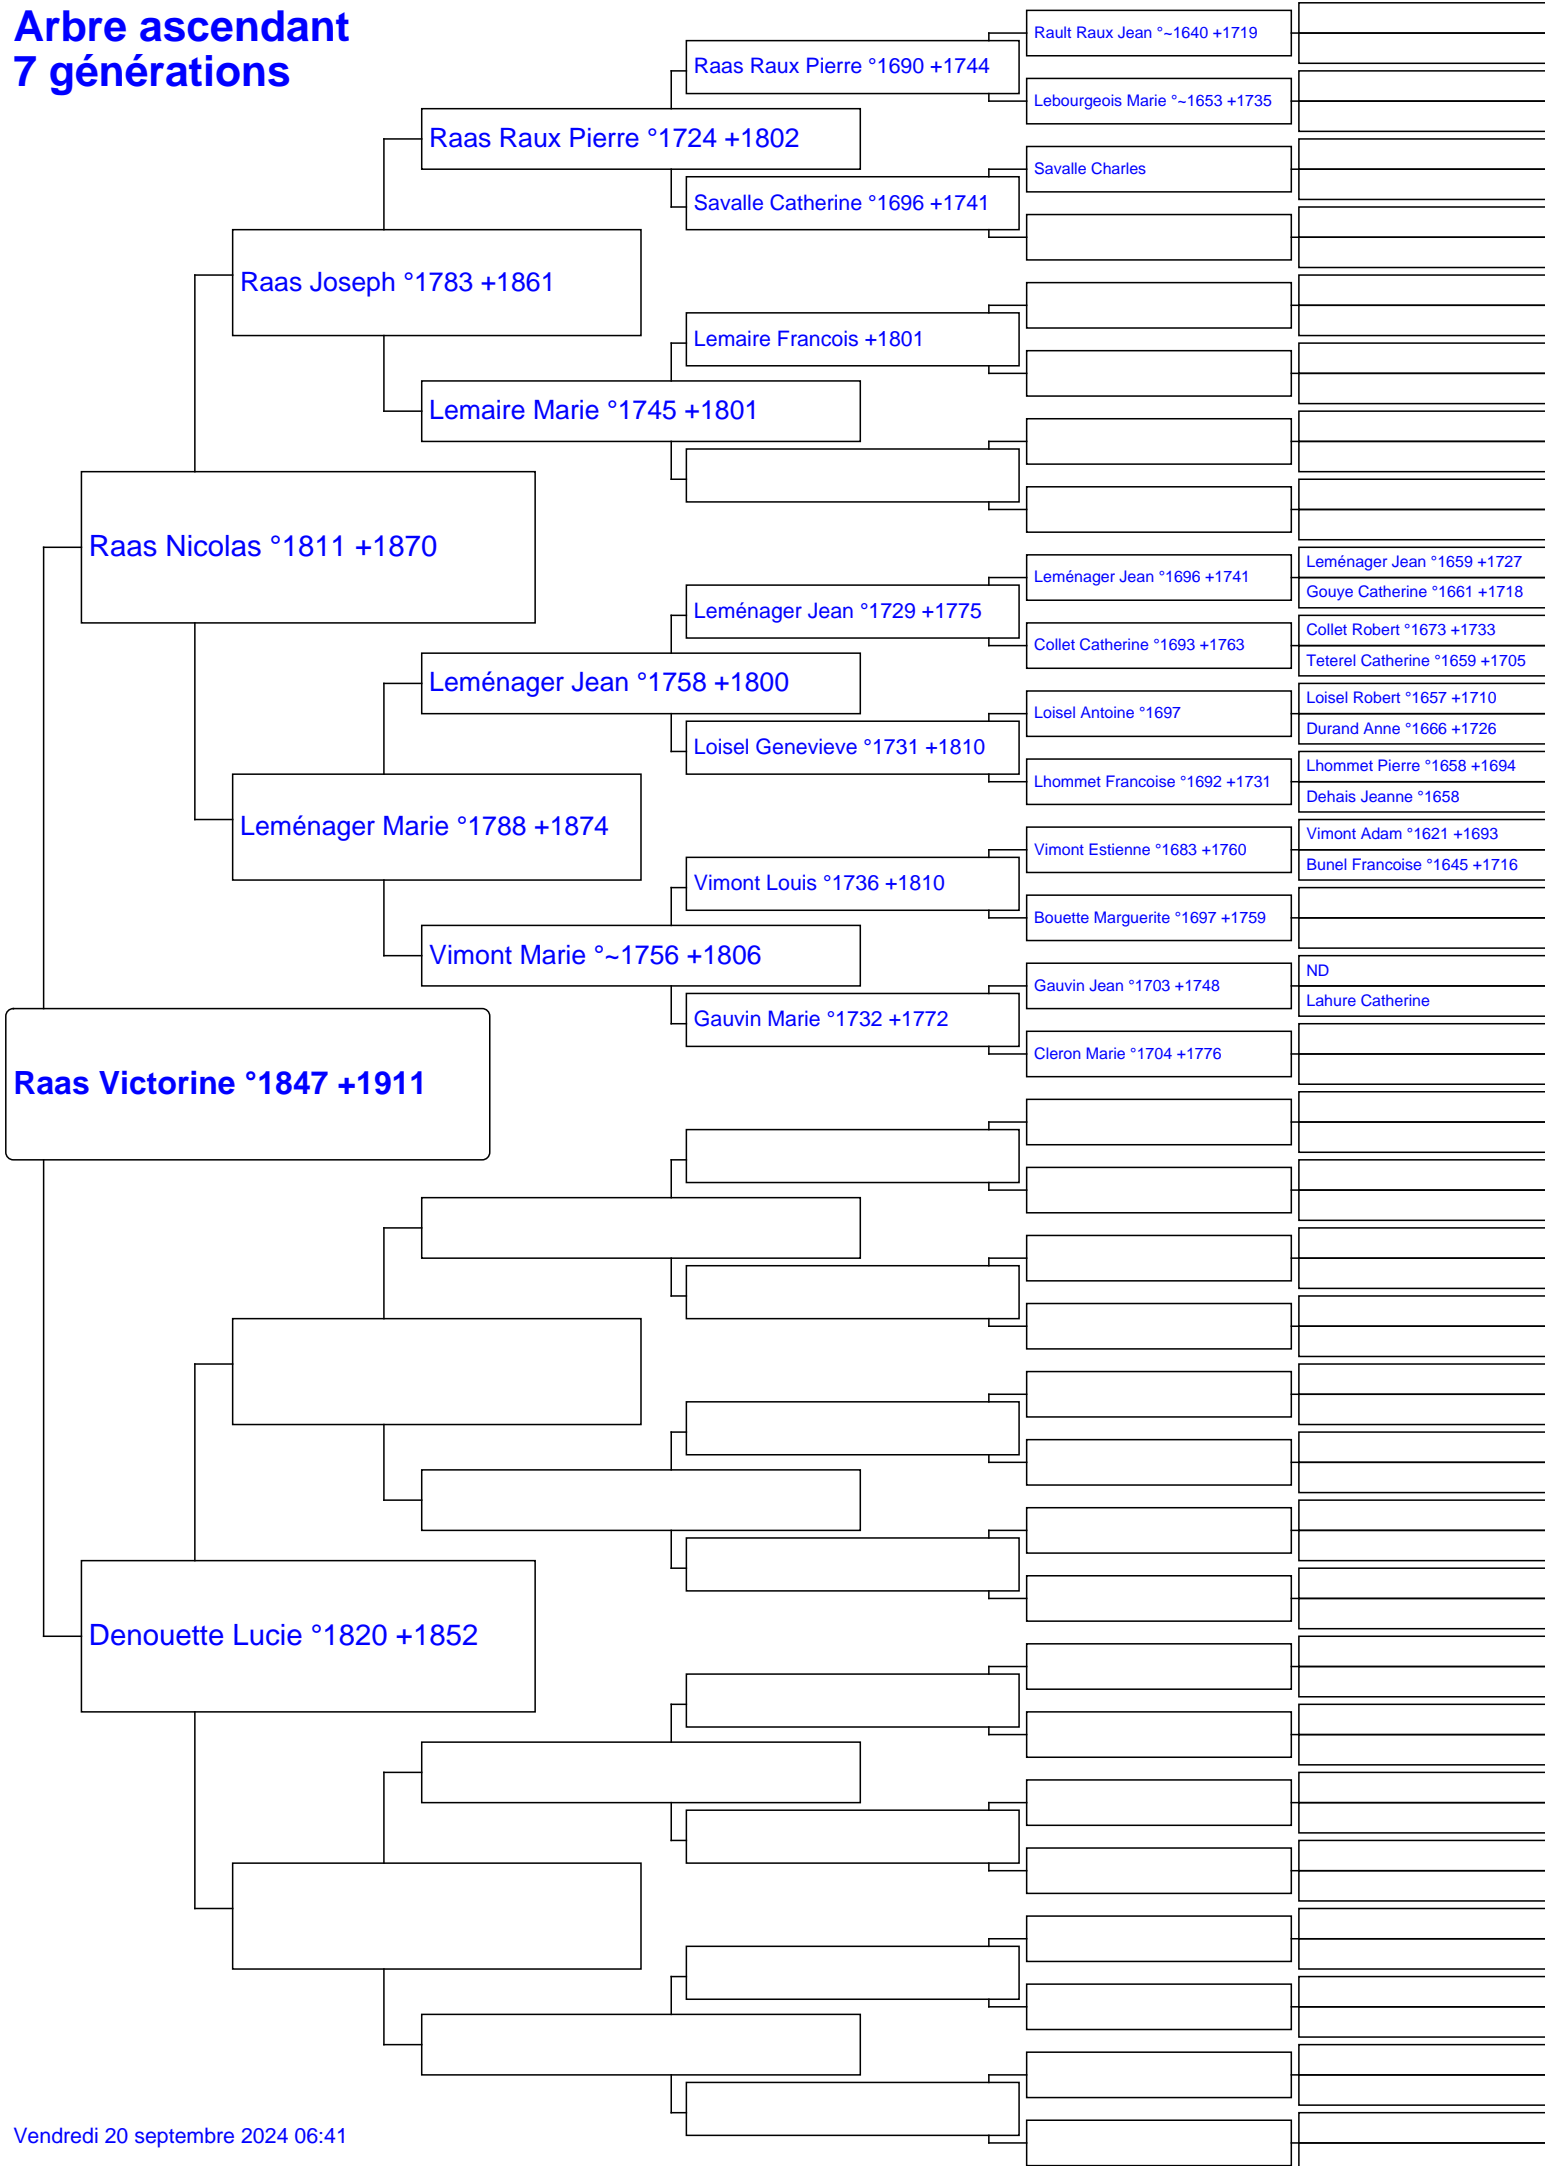 Arbre ascendant
7 générations
Rault Raux Jean °~1640 +1719
Raas Raux Pierre °1690 +1744
Lebourgeois Marie °~1653 +1735
Raas Raux Pierre °1724 +1802
Savalle Charles
Savalle Catherine °1696 +1741
Raas Joseph °1783 +1861
Lemaire Francois +1801
Lemaire Marie °1745 +1801
Raas Nicolas °1811 +1870
Leménager Jean °1659 +1727
Leménager Jean °1696 +1741
Gouye Catherine °1661 +1718
Leménager Jean °1729 +1775
Collet Robert °1673 +1733
Collet Catherine °1693 +1763
Teterel Catherine °1659 +1705
Leménager Jean °1758 +1800
Loisel Robert °1657 +1710
Loisel Antoine °1697
Durand Anne °1666 +1726
Loisel Genevieve °1731 +1810
Lhommet Pierre °1658 +1694
Lhommet Francoise °1692 +1731
Dehais Jeanne °1658
Leménager Marie °1788 +1874
Vimont Adam °1621 +1693
Vimont Estienne °1683 +1760
Bunel Francoise °1645 +1716
Vimont Louis °1736 +1810
Bouette Marguerite °1697 +1759
Vimont Marie °~1756 +1806
ND
Gauvin Jean °1703 +1748
Lahure Catherine
Gauvin Marie °1732 +1772
Cleron Marie °1704 +1776
Raas Victorine °1847 +1911
Denouette Lucie °1820 +1852
Vendredi 20 septembre 2024 06:41